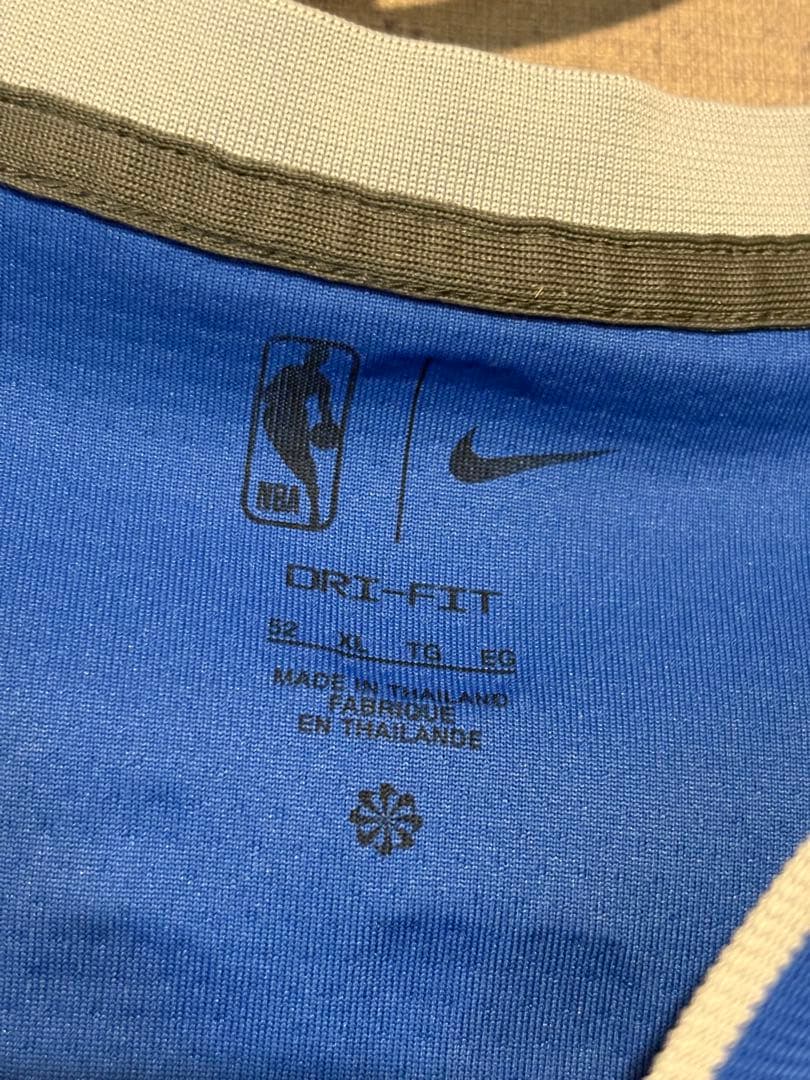 NBA
DRI-FIT
52 XL TG EG
MADE IN THAILAND
FABRIQUE
EN THAILANDE